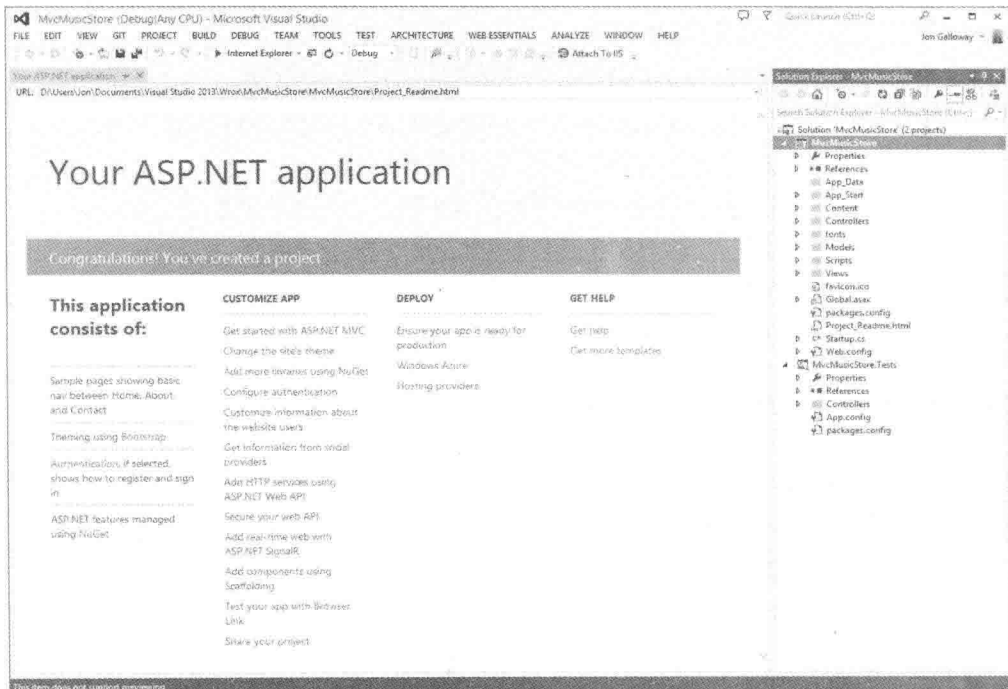 MvcMusicStore (Debug|Any CPU) - Microsoft Visual Studio
Quick Launch (Ctrl+Q)
FILE EDIT VIEW GIT PROJECT BUILD DEBUG TEAM TOOLS TEST ARCHITECTURE WEB ESSENTIALS ANALYZE WINDOW HELP
Jon Galloway
Internet Explorer
Debug
Attach To IIS
Your ASP.NET application
URL: D:\Users\Jon\Documents\Visual Studio 2013\Wrox\MvcMusicStore\MvcMusicStore\Project_Readme.html
Your ASP.NET application
Congratulations! You've created a project
This application
consists of:
Sample pages showing basic
nav between Home, About,
and Contact
Theming using Bootstrap
Authentication, if selected,
shows how to register and sign
in
ASP.NET features managed
using NuGet
CUSTOMIZE APP
Get started with ASP.NET MVC
Change the site's theme
Add more libraries using NuGet
Configure authentication
Customize information about
the website users
Get information from social
providers
Add HTTP services using
ASP.NET Web API
Secure your web API
Add real-time web with
ASP.NET SignalR
Add components using
Scaffolding
Test your app with Browser
Link
Share your project
DEPLOY
Ensure your app is ready for
production
Windows Azure
Hosting providers
GET HELP
Get help
Get more templates
Solution Explorer - MvcMusicStore
Search Solution Explorer - MvcMusicStore (Ctrl+;)
Solution 'MvcMusicStore' (2 projects)
MvcMusicStore
Properties
References
App_Data
App_Start
Content
Controllers
fonts
Models
Scripts
Views
favicon.ico
Global.asax
packages.config
Project_Readme.html
Startup.cs
Web.config
MvcMusicStore.Tests
Properties
References
Controllers
App.config
packages.config
This item does not support previewing